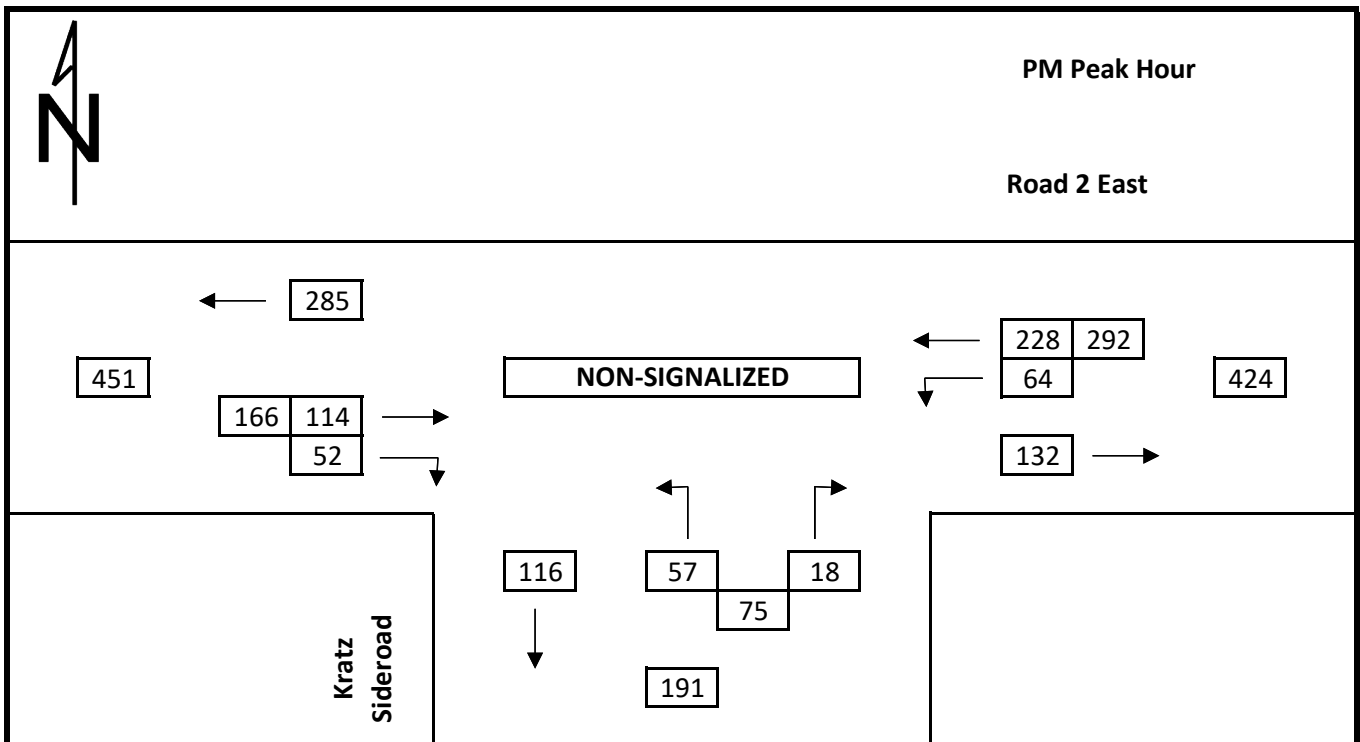 N
PM Peak Hour
Road 2 East
285
228 292
451
NON-SIGNALIZED
64
424
166 114
52
132
116
57
18
75
191
Kratz
Sideroad